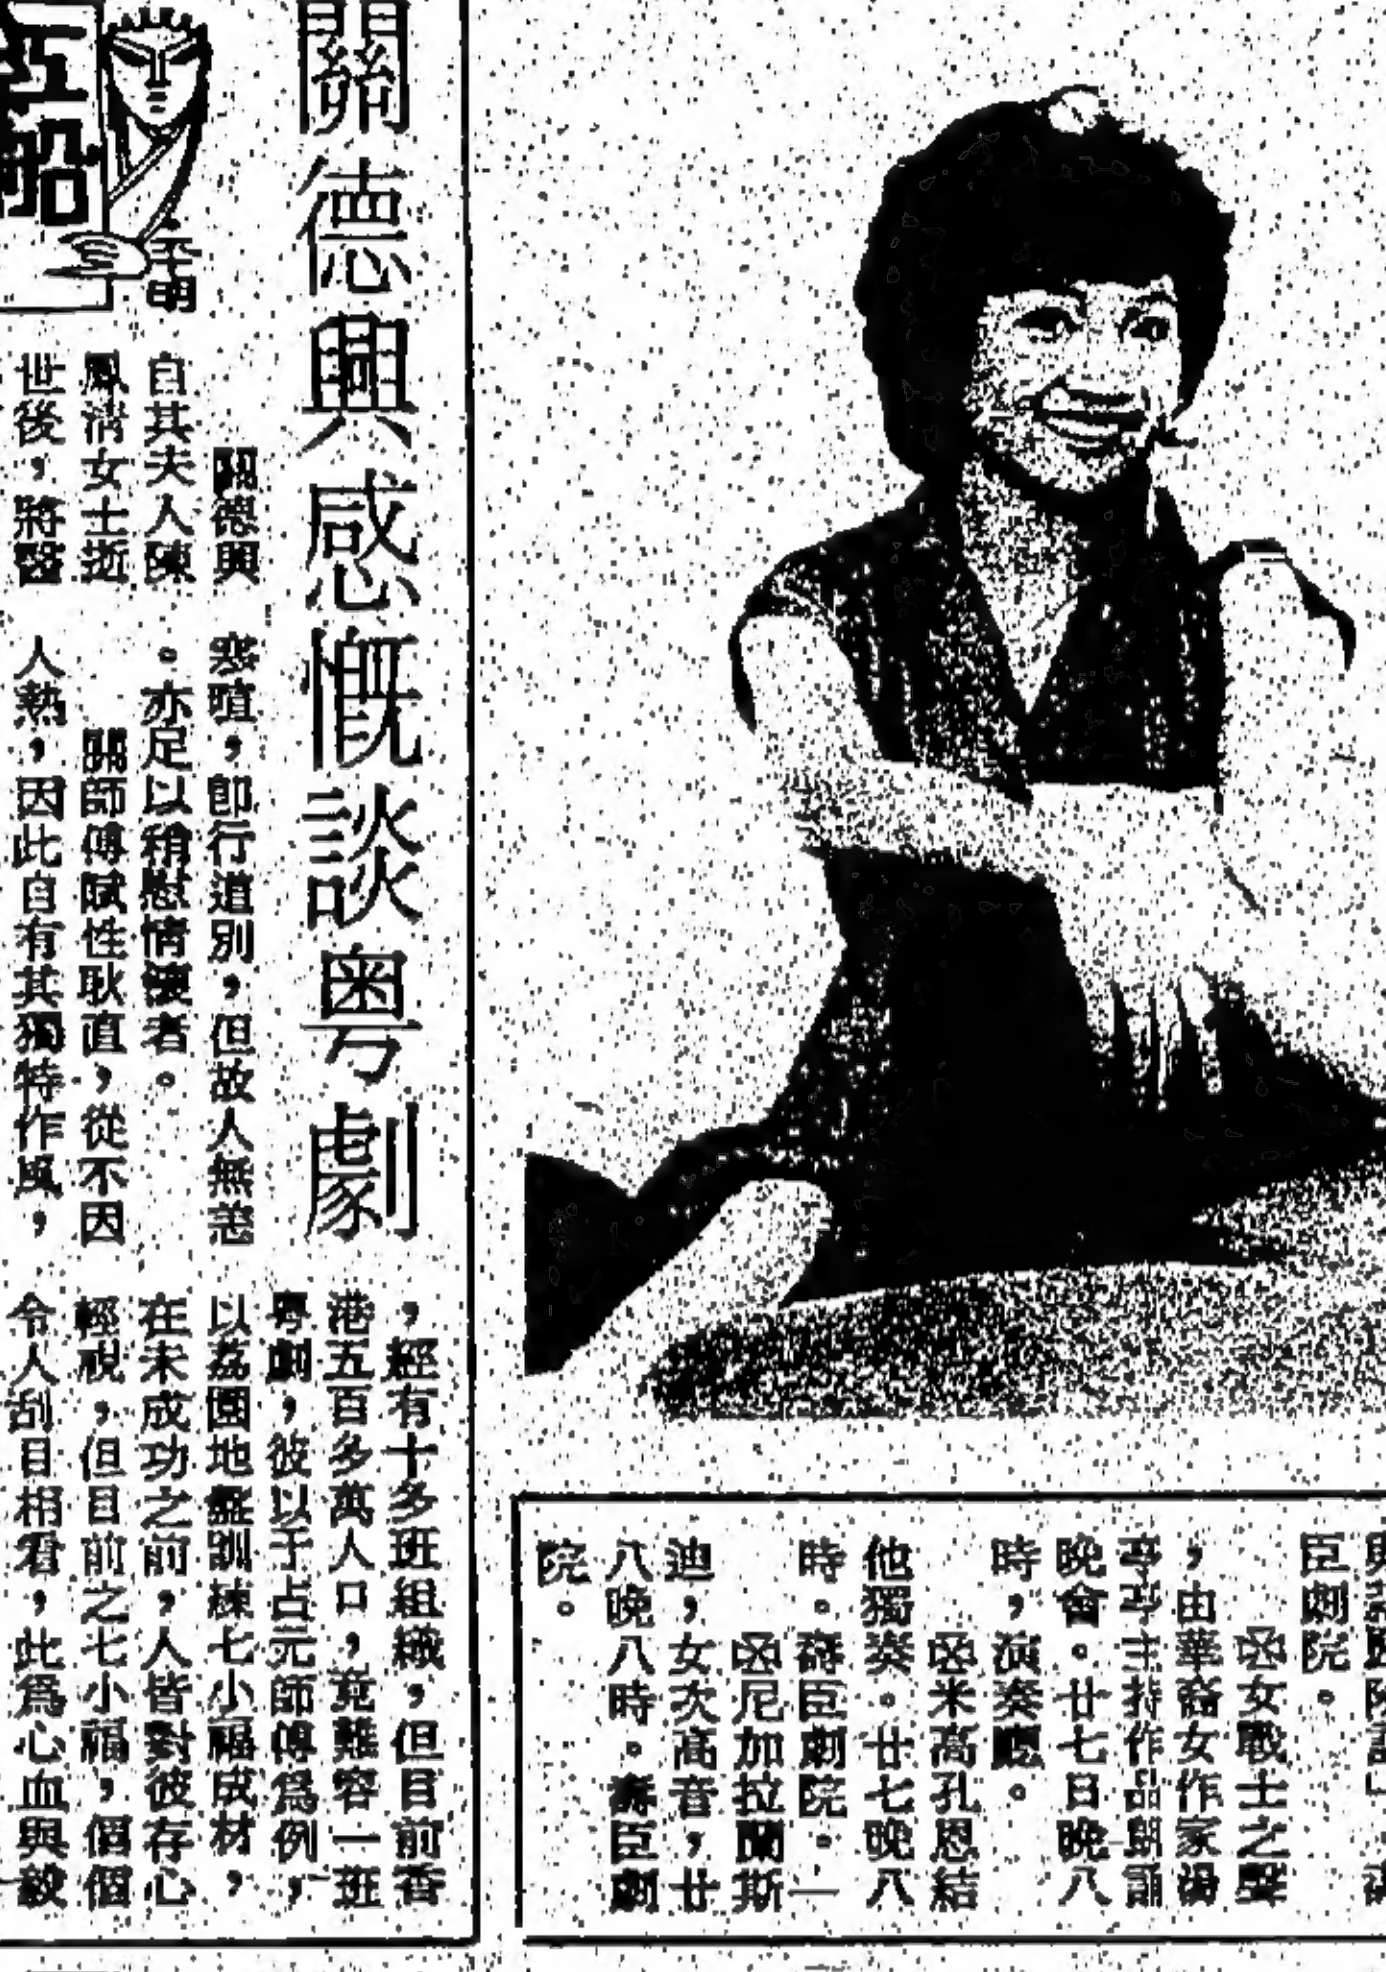 關德興感慨談粵劇
紅船
平明
關德興
自其夫人陳
鳳清女士逝
世後，將醫
寒暄，即行道別，但故人無恙
。亦足以稍慰情懷者。
關師傅賦性耿直，從不因
人熱，因此自有其獨特作風，
，經有十多班組織，但目前香
港五百多萬人口，竟難容一班
粵劇，彼以于占元師傅爲例，
以荔園地盤訓練七小福成材，
在未成功之前，人皆對彼存心
輕視，但目前之七小福，個個
令人刮目相看，此爲心血與毅
臣劇院。
女戰士之聲
，由華裔女作家湯
亭亭主持作品朗誦
晚會。廿七日晚八
時，演奏廳。
米高孔恩結
他獨奏。廿七晚八
時。壽臣劇院。
尼加拉蘭斯
迪，女次高音，廿
八晚八時。壽臣劇
院。